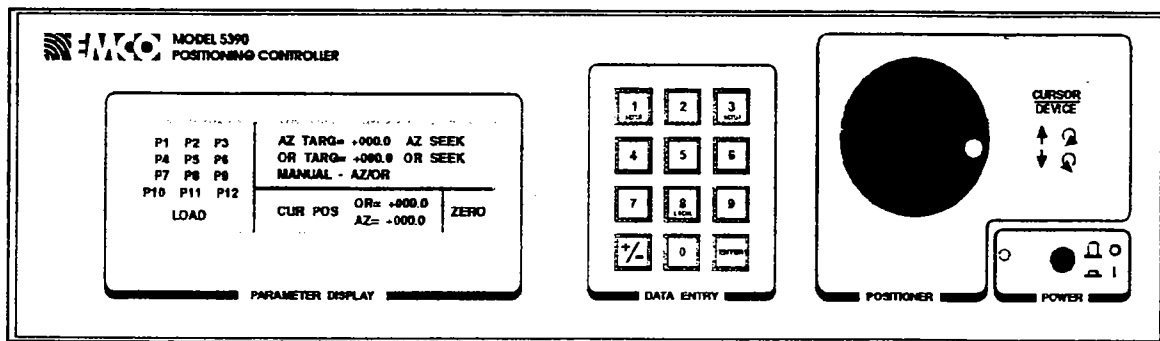 EMCO
MODEL 5390
POSITIONING CONTROLLER
P1 P2 P3
P4 P5 P6
P7 P8 P9
P10 P11 P12
LOAD
AZ TARG= +000.0 AZ SEEK
OR TARG= +000.0 OR SEEK
MANUAL - AZ/OR
CUR POS
OR= +000.0
AZ= +000.0
ZERO
PARAMETER DISPLAY
1 2 3
4 5 6
7 8 9
LOCAL
+/- 0 ENTER
DATA ENTRY
CURSOR
DEVICE
POSITIONER
O
I
POWER